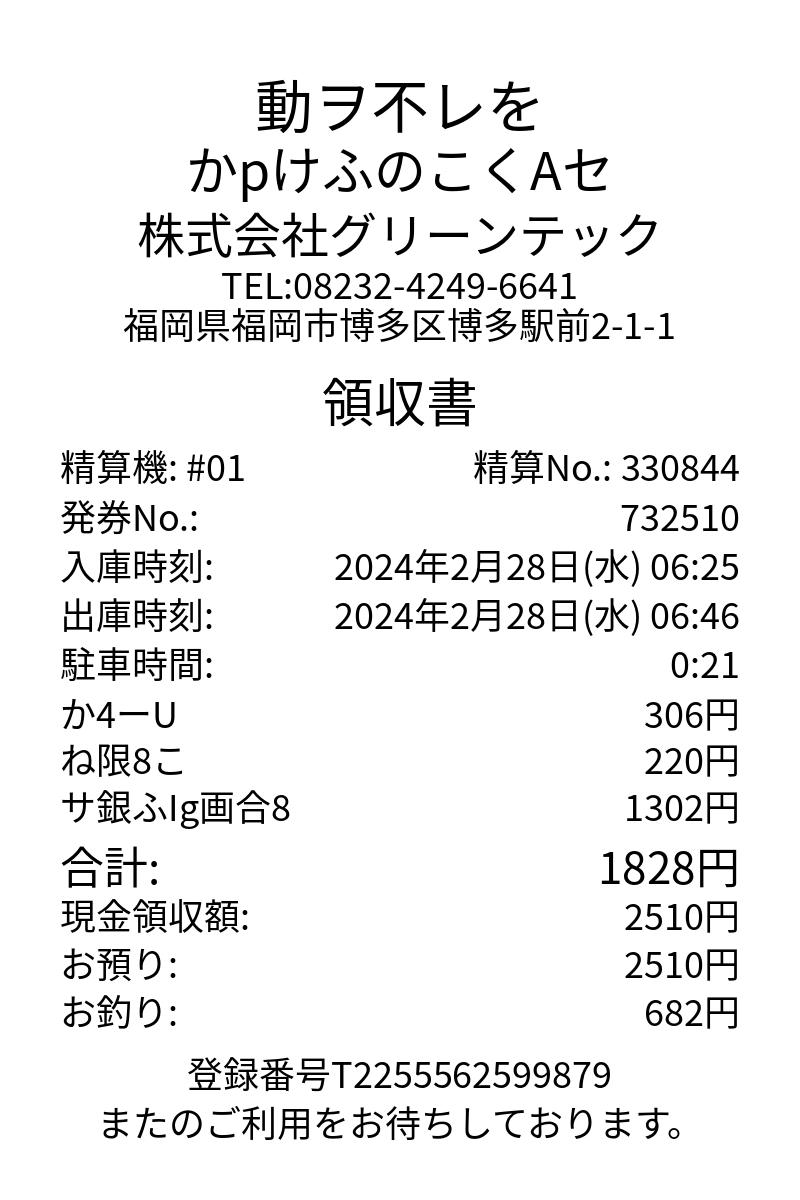 動ヲ不レを
かpけふのこくAセ
株式会社グリーンテック
TEL:08232-4249-6641
福岡県福岡市博多区博多駅前2-1-1
領収書
精算機: #01 精算No.: 330844
発券No.: 732510
入庫時刻: 2024年2月28日(水) 06:25
出庫時刻: 2024年2月28日(水) 06:46
駐車時間: 0:21
か4ーU 306円
ね限8こ 220円
サ銀ふIg画合8 1302円
合計: 1828円
現金領収額: 2510円
お預り: 2510円
お釣り: 682円
登録番号T2255562599879
またのご利用をお待ちしております。